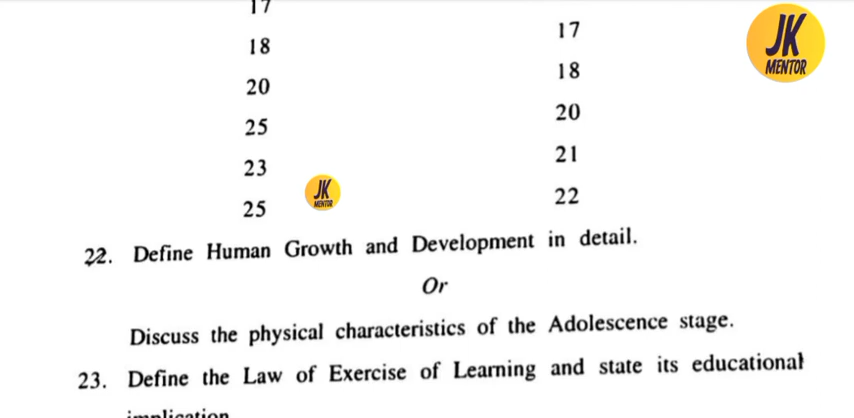 17
17
18
18
20
20
25
21
23
22
25
JK
MENTOR
JK
MENTOR
22. Define Human Growth and Development in detail.
Or
Discuss the physical characteristics of the Adolescence stage.
23. Define the Law of Exercise of Learning and state its educational
implication.